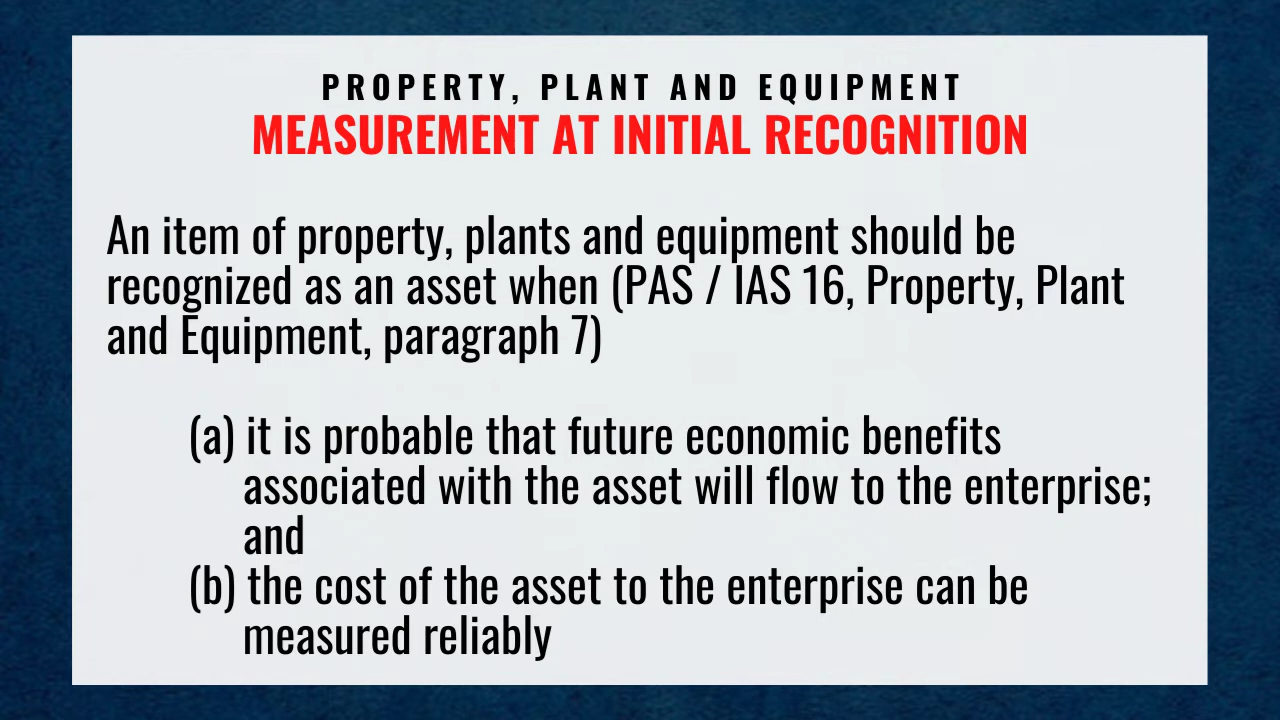 PROPERTY, PLANT AND EQUIPMENT
MEASUREMENT AT INITIAL RECOGNITION
An item of property, plants and equipment should be
recognized as an asset when (PAS / IAS 16, Property, Plant
and Equipment, paragraph 7)
(a) it is probable that future economic benefits
associated with the asset will flow to the enterprise;
and
(b) the cost of the asset to the enterprise can be
measured reliably